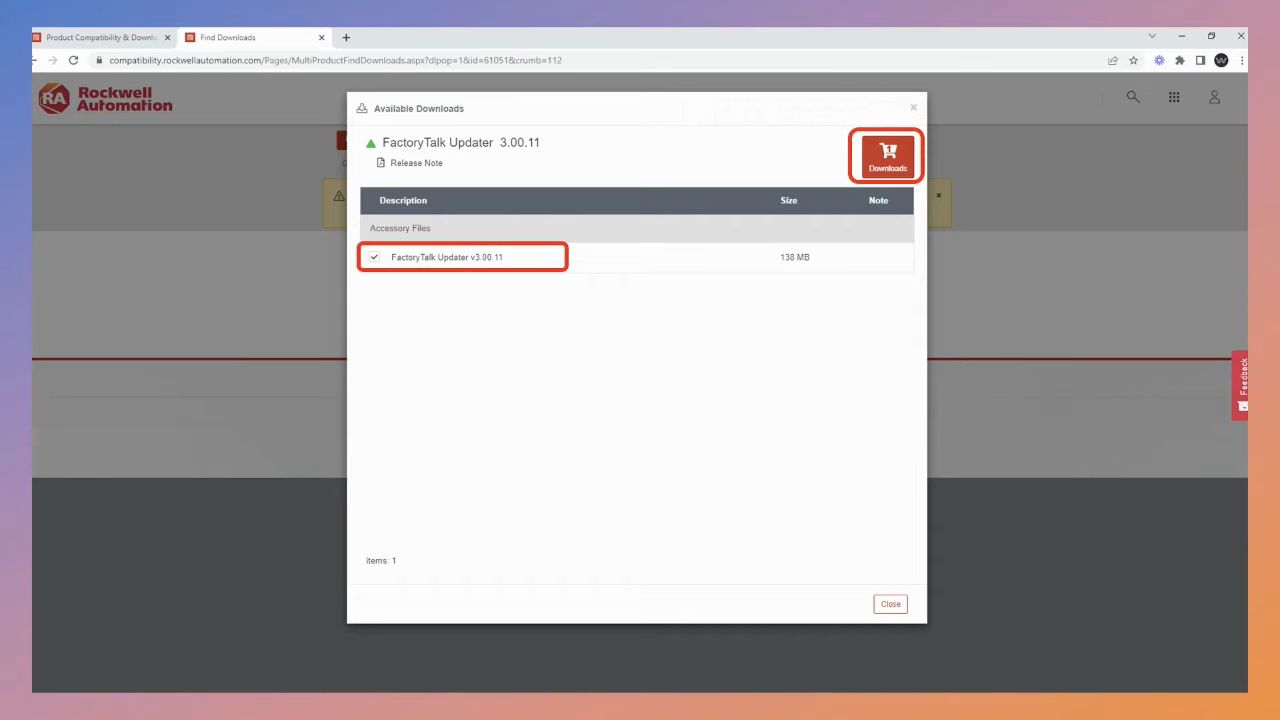 Product Compatibility & Downlo
Find Downloads
compatibility.rockwellautomation.com/Pages/MultiProductFindDownloads.aspx?dlpop=1&id=61051&crumb=112
W
RA
Rockwell
Automation
Available Downloads
FactoryTalk Updater 3.00.11
Release Note
1
Downloads
Description Size Note
Accessory Files
FactoryTalk Updater v3.00.11 138 MB
Feedback
items: 1
Close